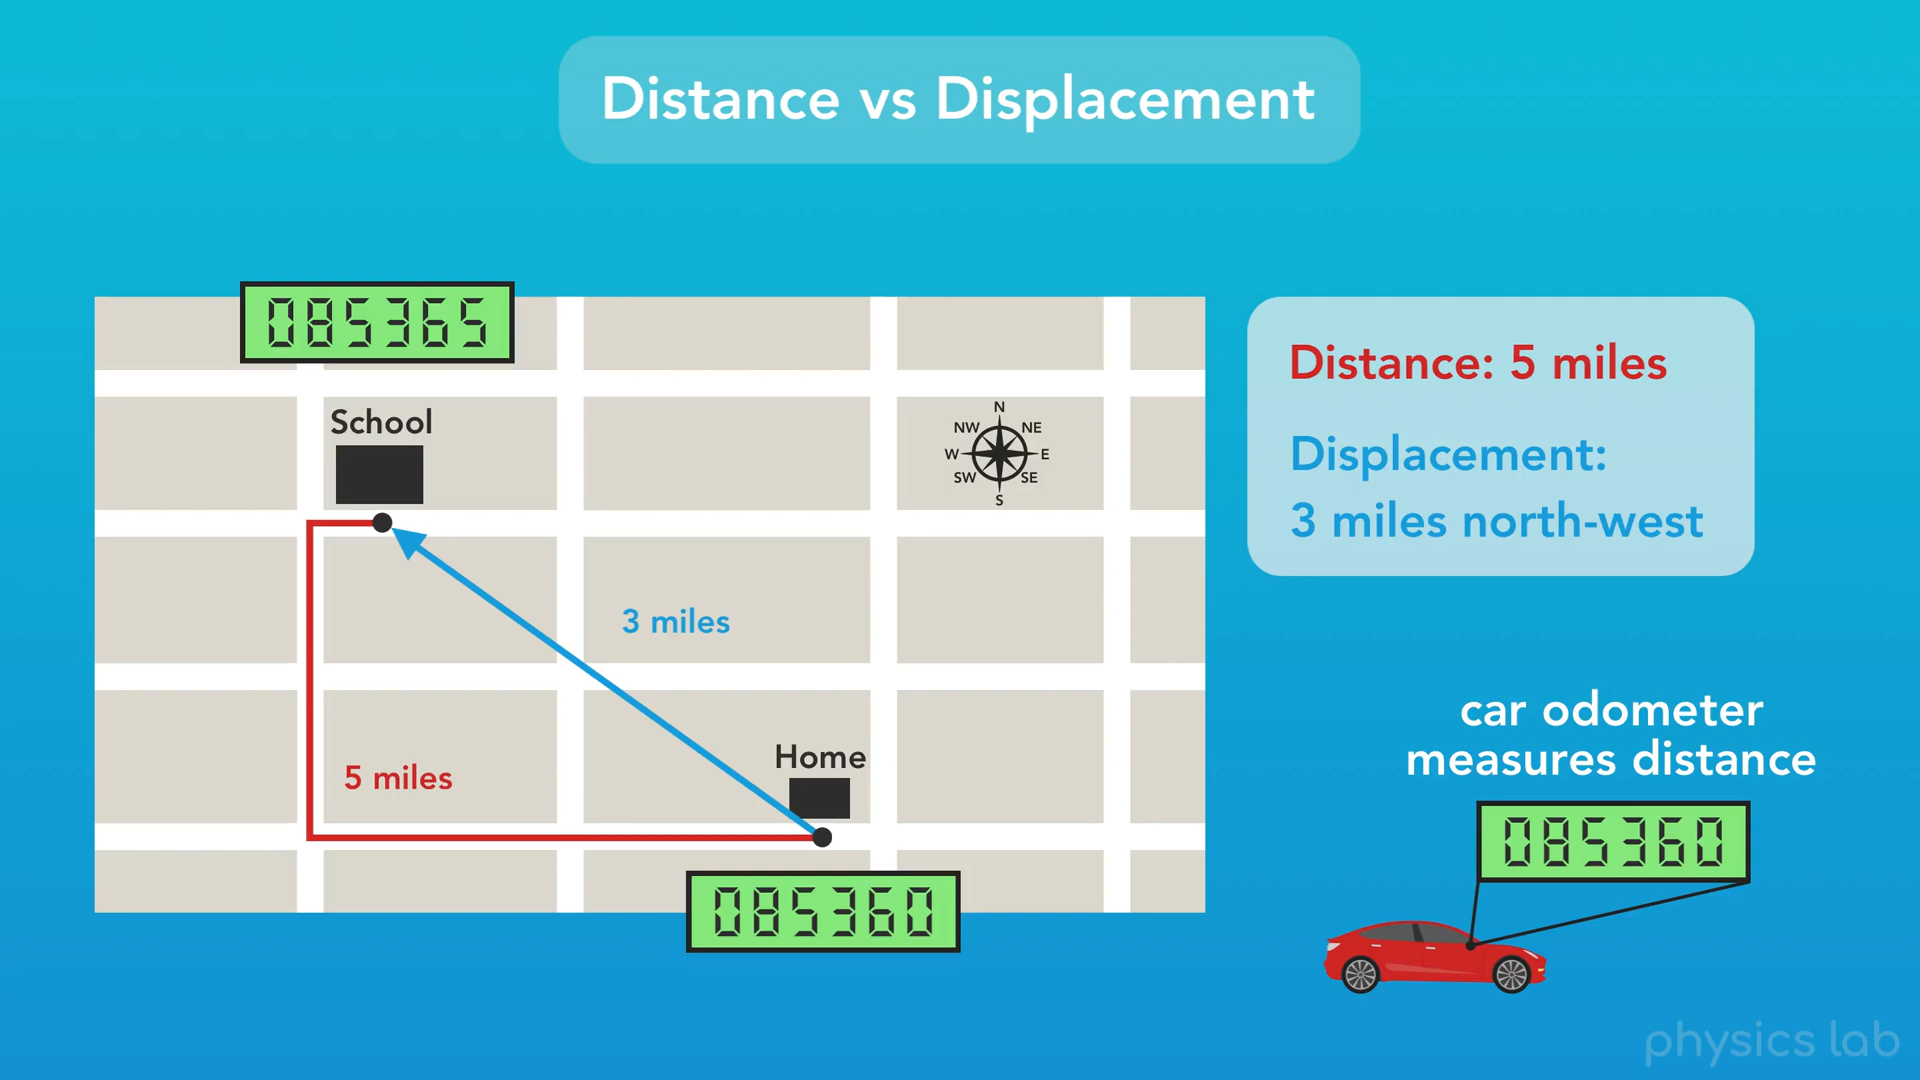 Distance vs Displacement
085365
School
N
NW NE
W E
SW SE
S
3 miles
5 miles
Home
085360
Distance: 5 miles
Displacement:
3 miles north-west
car odometer
measures distance
085360
physics lab